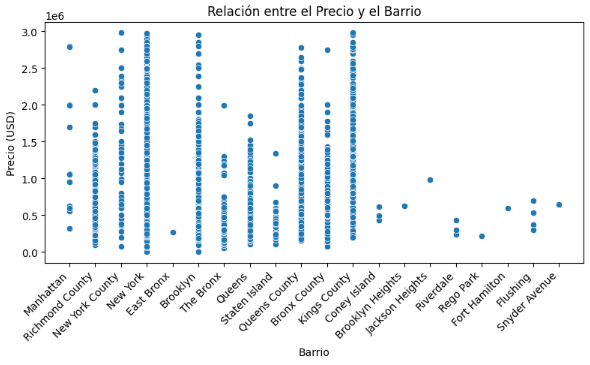 Relación entre el Precio y el Barrio
1e6
3.0
2.5
2.0
1.5
1.0
0.5
0.0
Precio (USD)
Manhattan
Richmond County
New York County
New York
East Bronx
Brooklyn
The Bronx
Queens
Staten Island
Queens County
Bronx County
Kings County
Coney Island
Brooklyn Heights
Jackson Heights
Riverdale
Rego Park
Fort Hamilton
Flushing
Snyder Avenue
Barrio